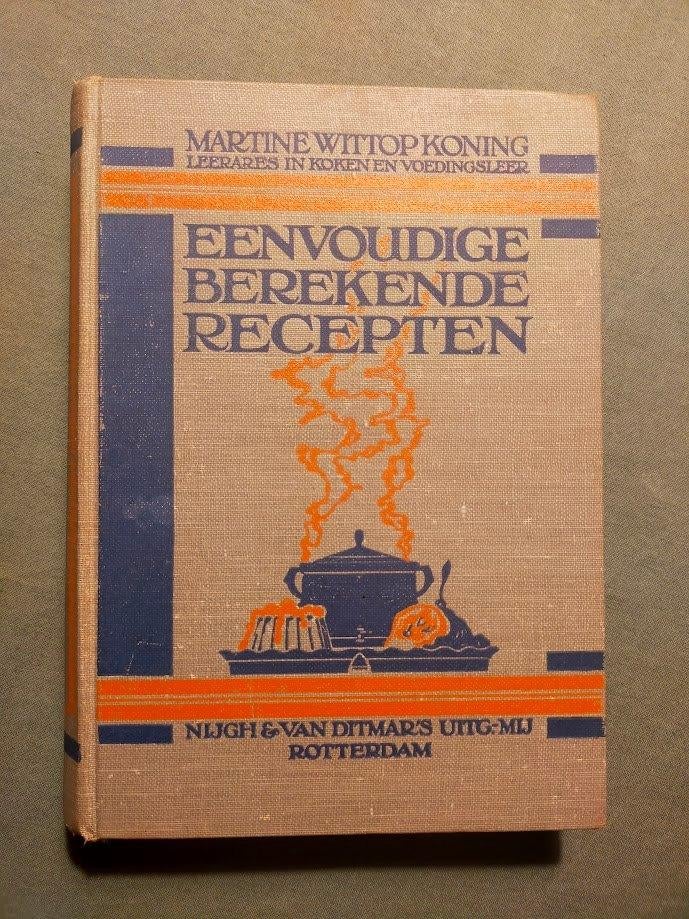 MARTINE WITTOP KONING
LEERARES IN KOKEN EN VOEDINGSLEER
EENVOUDIGE
BEREKENDE
RECEPTEN
NIJGH & VAN DITMAR'S UITG.-MIJ
ROTTERDAM